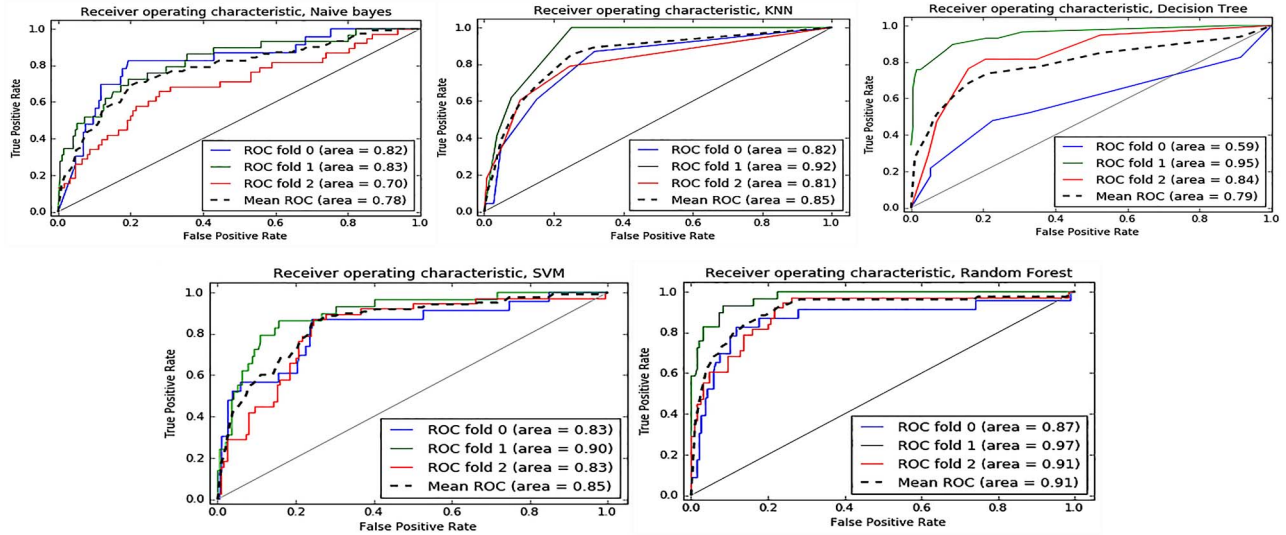 Receiver operating characteristic, Naive bayes
True Positive Rate
1.0
0.8
0.6
0.4
0.2
0.0
ROC fold 0 (area = 0.82)
ROC fold 1 (area = 0.83)
ROC fold 2 (area = 0.70)
Mean ROC (area = 0.78)
0.0 0.2 0.4 0.6 0.8 1.0
False Positive Rate
Receiver operating characteristic, KNN
True Positive Rate
1.0
0.8
0.6
0.4
0.2
0.0
ROC fold 0 (area = 0.82)
ROC fold 1 (area = 0.92)
ROC fold 2 (area = 0.81)
Mean ROC (area = 0.85)
0.0 0.2 0.4 0.6 0.8 1.0
False Positive Rate
Receiver operating characteristic, Decision Tree
True Positive Rate
1.0
0.8
0.6
0.4
0.2
0.0
ROC fold 0 (area = 0.59)
ROC fold 1 (area = 0.95)
ROC fold 2 (area = 0.84)
Mean ROC (area = 0.79)
0.0 0.2 0.4 0.6 0.8 1.0
False Positive Rate
Receiver operating characteristic, SVM
True Positive Rate
1.0
0.8
0.6
0.4
0.2
0.0
ROC fold 0 (area = 0.83)
ROC fold 1 (area = 0.90)
ROC fold 2 (area = 0.83)
Mean ROC (area = 0.85)
0.0 0.2 0.4 0.6 0.8 1.0
False Positive Rate
Receiver operating characteristic, Random Forest
True Positive Rate
1.0
0.8
0.6
0.4
0.2
0.0
ROC fold 0 (area = 0.87)
ROC fold 1 (area = 0.97)
ROC fold 2 (area = 0.91)
Mean ROC (area = 0.91)
0.0 0.2 0.4 0.6 0.8 1.0
False Positive Rate